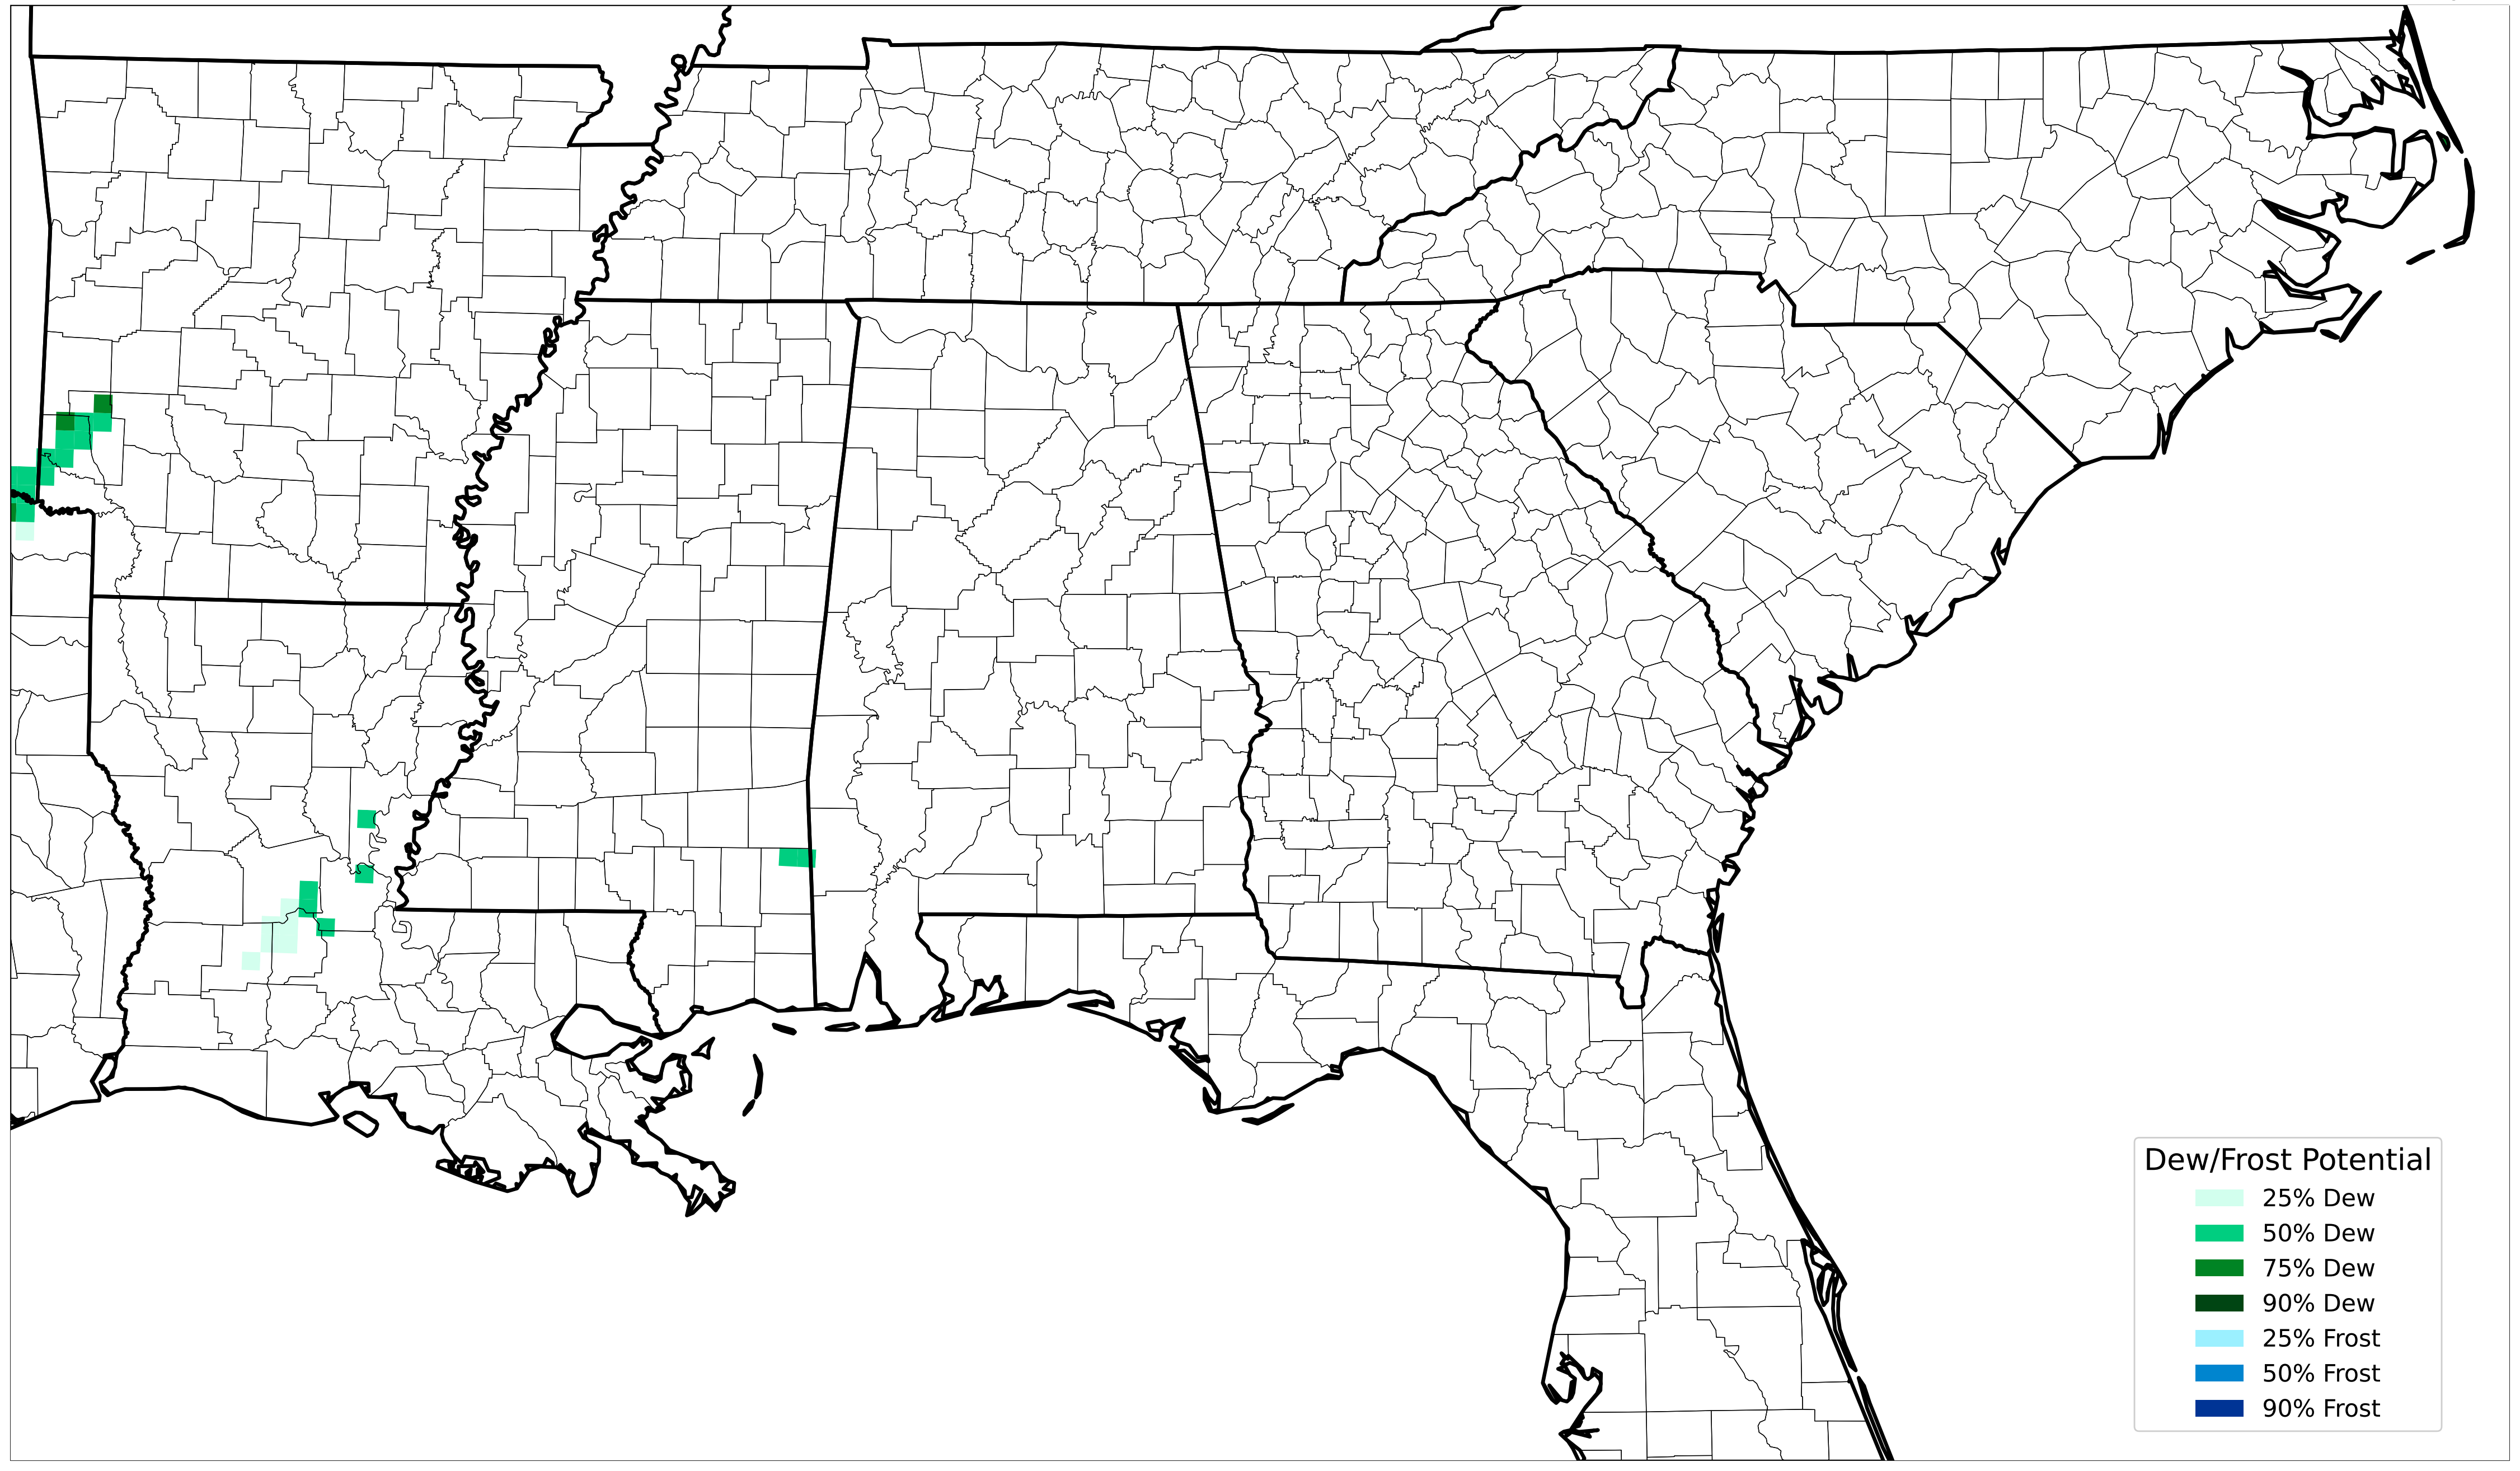 Dew/Frost Potential
25% Dew
50% Dew
75% Dew
90% Dew
25% Frost
50% Frost
90% Frost